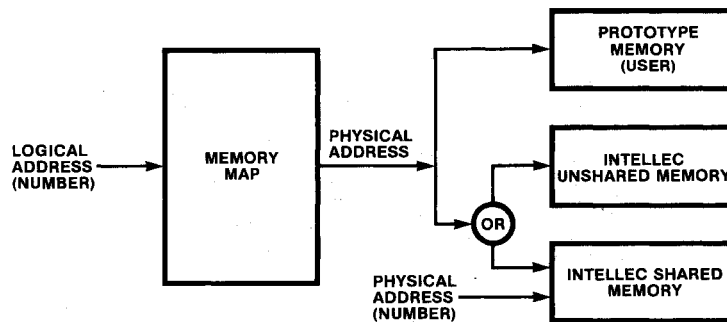 PROTOTYPE
MEMORY
(USER)
LOGICAL
ADDRESS
(NUMBER)
MEMORY
MAP
PHYSICAL
ADDRESS
INTELLEC
UNSHARED MEMORY
OR
PHYSICAL
ADDRESS
(NUMBER)
INTELLEC SHARED
MEMORY